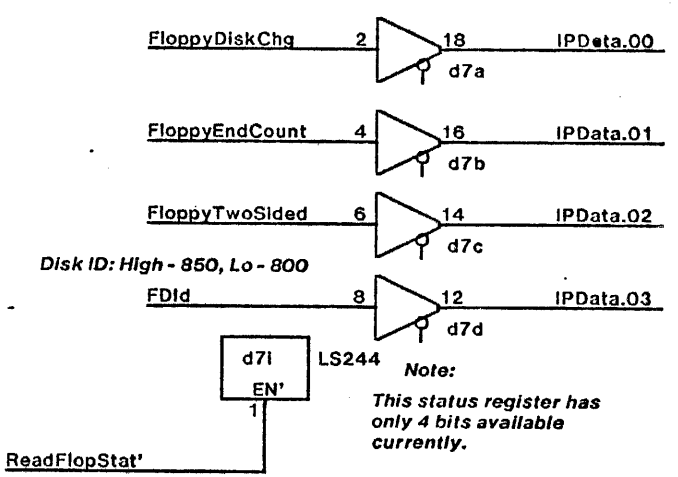 FloppyDiskChg 2 18 IPData.00
d7a
FloppyEndCount 4 16 IPData.01
d7b
FloppyTwoSided 6 14 IPData.02
d7c
Disk ID: High - 850, Lo - 800
FDId 8 12 IPData.03
d7d
d7i LS244
EN'
1
Note:
This status register has
only 4 bits available
currently.
ReadFlopStat'